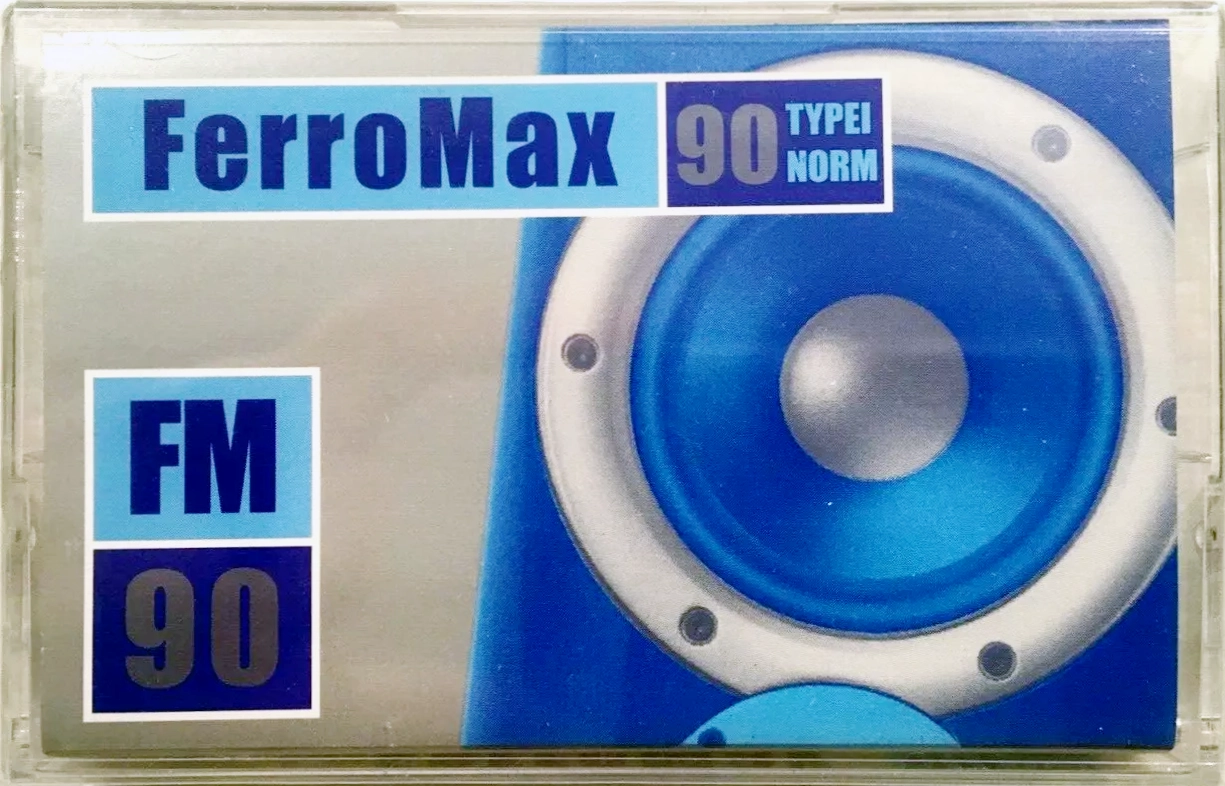 FerroMax
90
TYPEI
NORM
FM
90